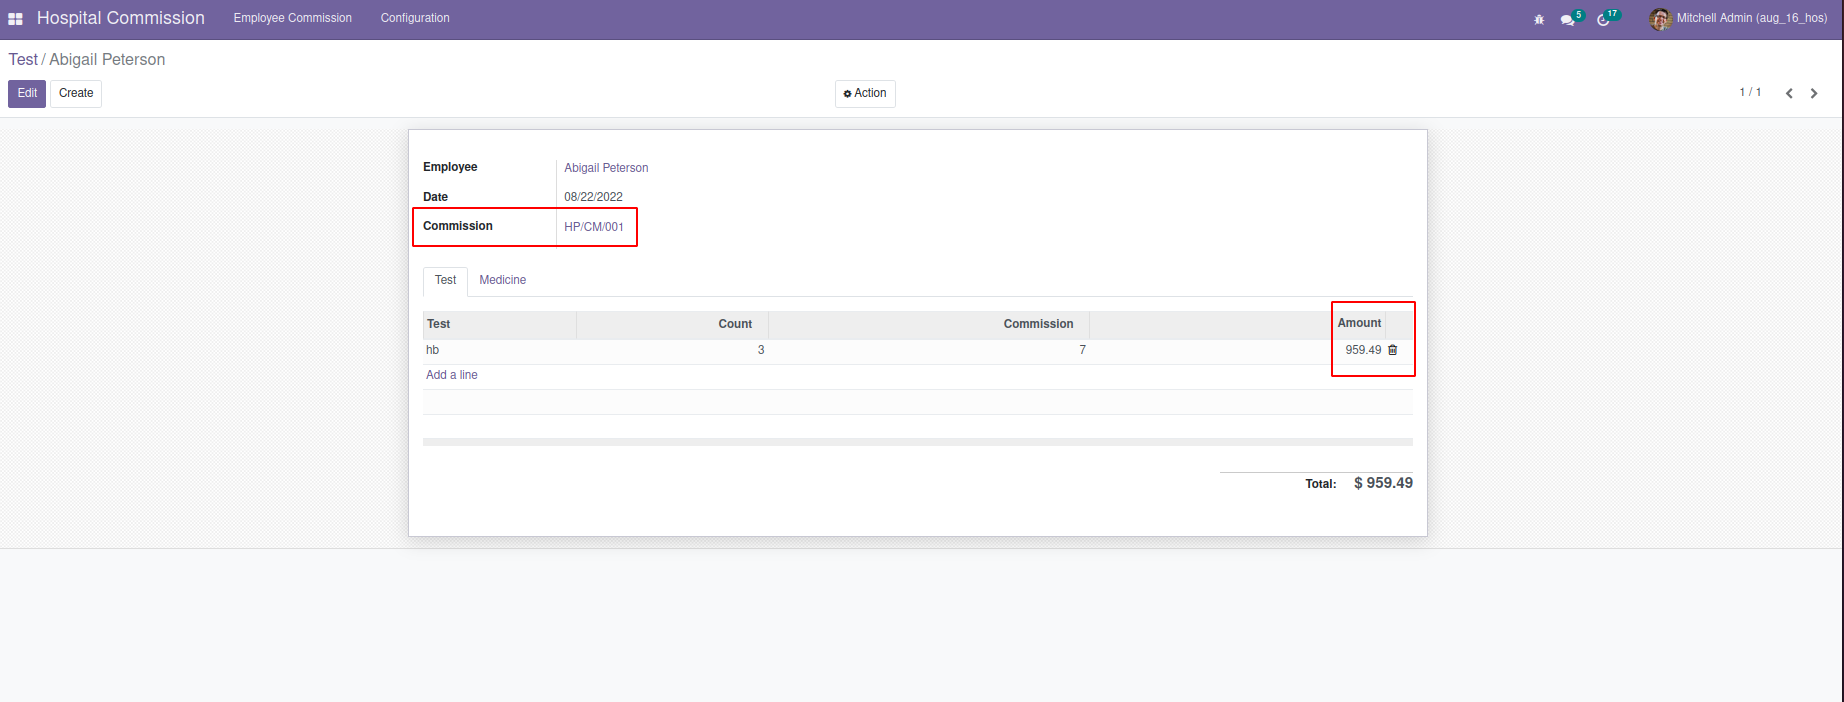 Hospital Commission Employee Commission Configuration 5 17 Mitchell Admin (aug_16_hos)
Test / Abigail Peterson
Edit Create Action 1 / 1
Employee Abigail Peterson
Date 08/22/2022
Commission HP/CM/001
Test Medicine
Test Count Commission Amount
hb 3 7 959.49
Add a line
Total: $ 959.49